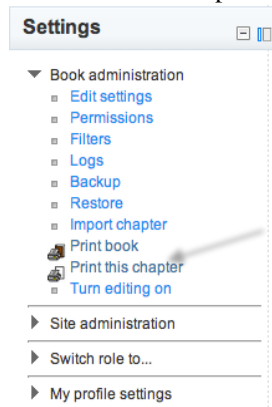 Settings
Book administration
Edit settings
Permissions
Filters
Logs
Backup
Restore
Import chapter
Print book
Print this chapter
Turn editing on
Site administration
Switch role to...
My profile settings